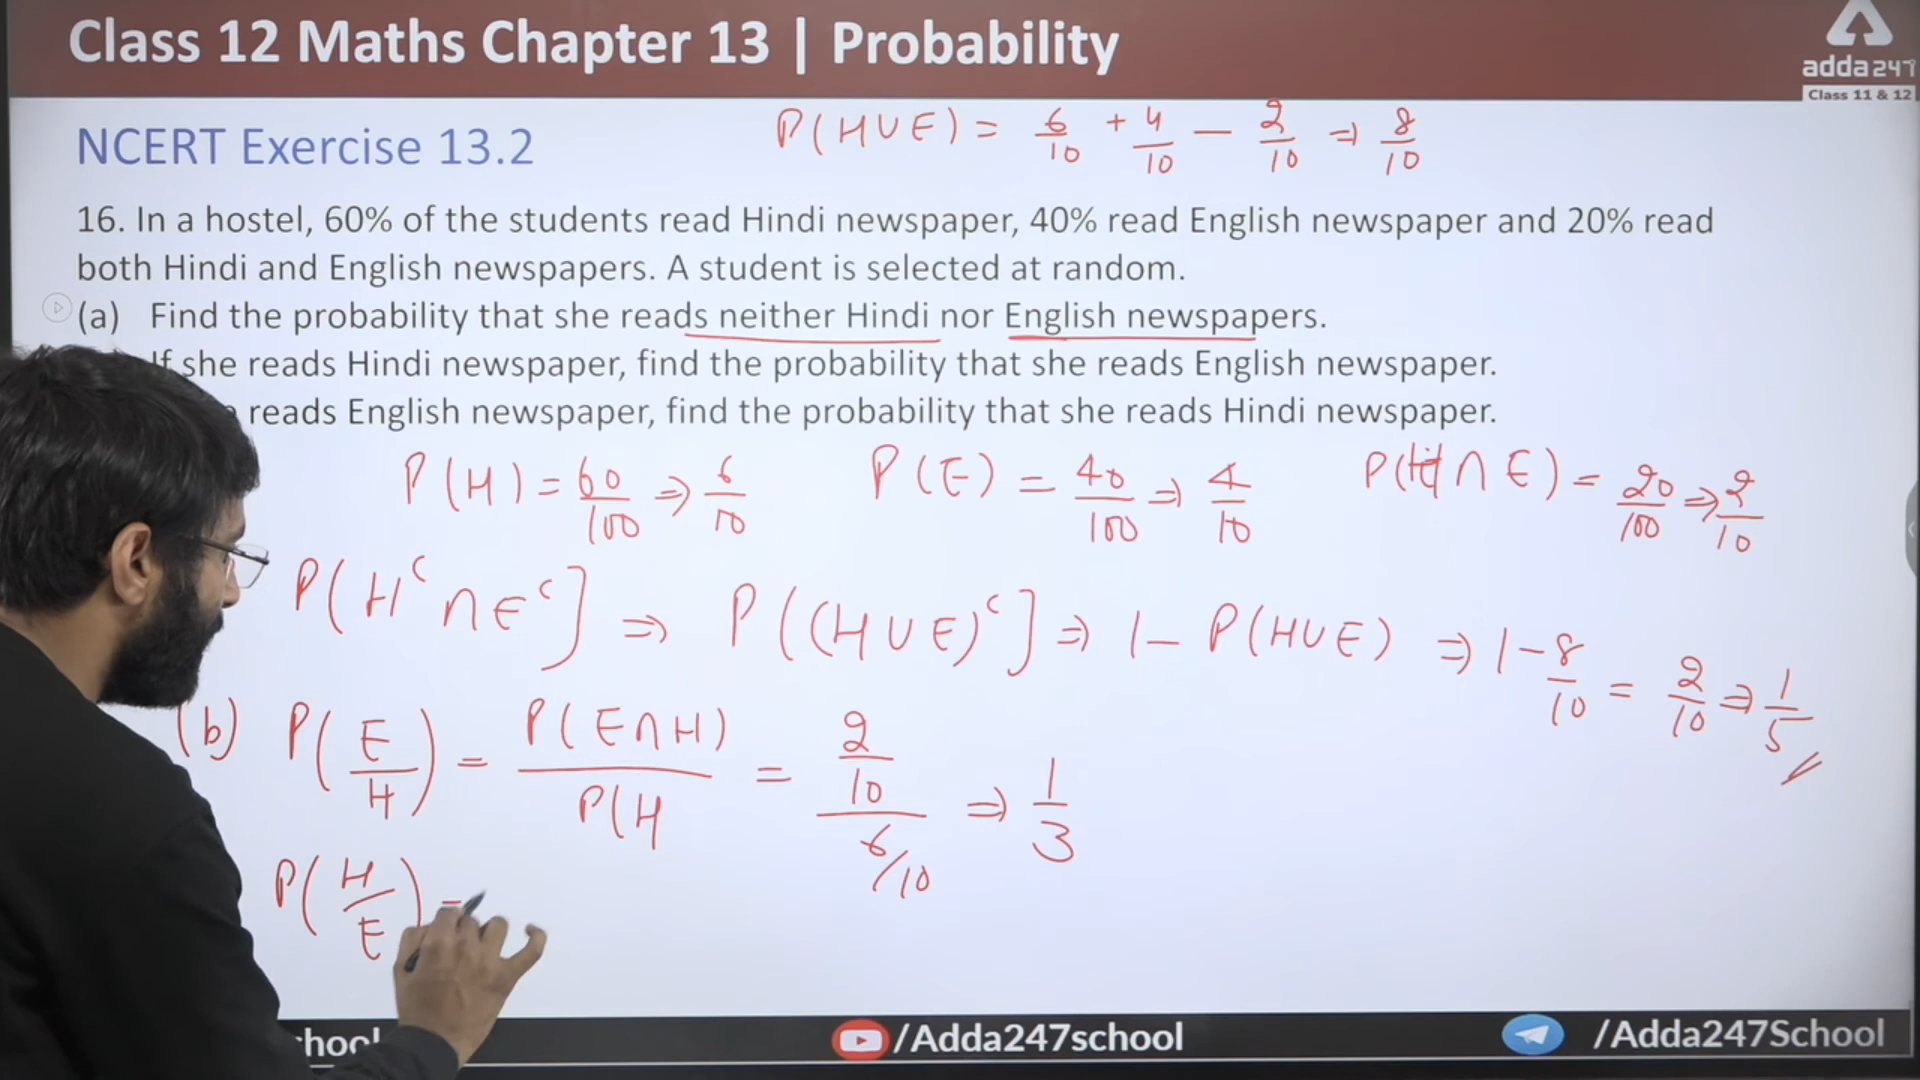 Class 12 Maths Chapter 13 | Probability
adda247
Class 11 & 12
NCERT Exercise 13.2
P(H∪E) = 6/10 + 4/10 − 2/10 ⇒ 8/10
16. In a hostel, 60% of the students read Hindi newspaper, 40% read English newspaper and 20% read
both Hindi and English newspapers. A student is selected at random.
(a) Find the probability that she reads neither Hindi nor English newspapers.
If she reads Hindi newspaper, find the probability that she reads English newspaper.
reads English newspaper, find the probability that she reads Hindi newspaper.
P(H) = 60/100 ⇒ 6/10 P(E) = 40/100 ⇒ 4/10 P(H∩E) = 20/100 ⇒ 2/10
P(Hᶜ∩Eᶜ] ⇒ P((H∪E)ᶜ] ⇒ 1 − P(H∪E) ⇒ 1 − 8/10 = 2/10 ⇒ 1/5
(b) P(E/H) = P(E∩H)/P(H = 2/10 / 6/10 ⇒ 1/3
P(H/E) =
/Adda247school
/Adda247School